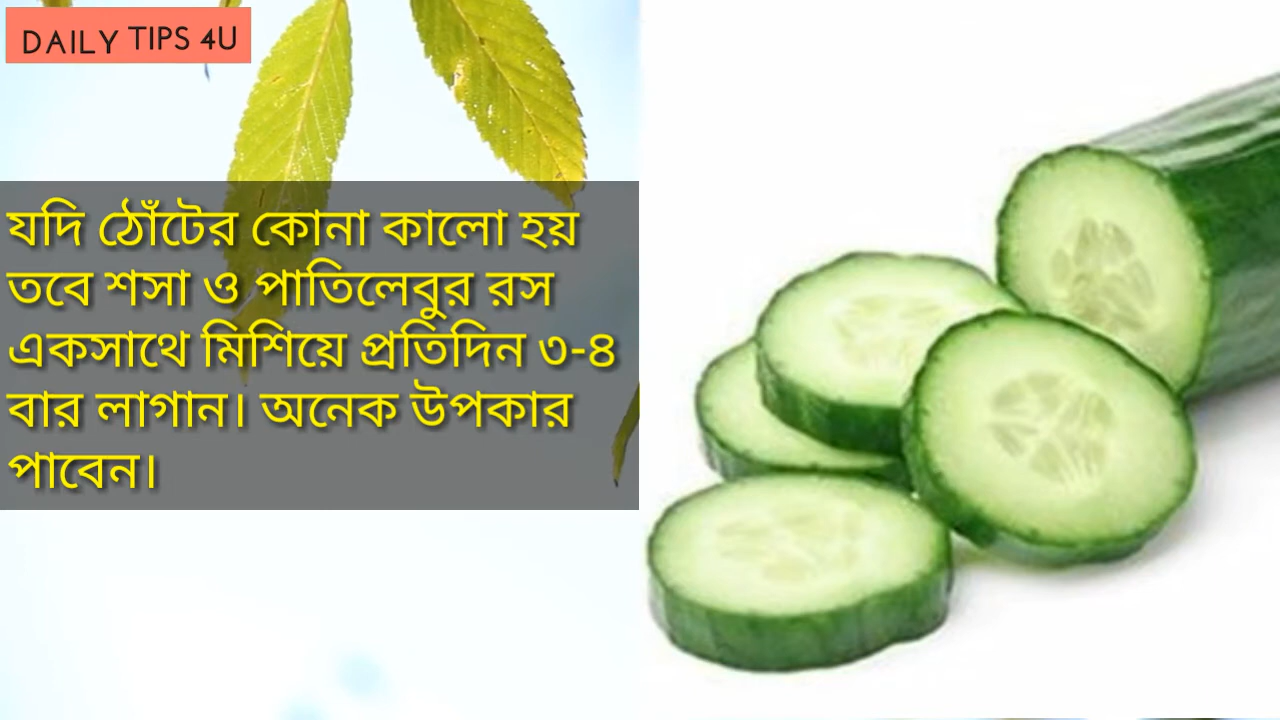 DAILY TIPS 4U
যদি ঠোঁটের কোনা কালো হয়
তবে শসা ও পাতিলেবুর রস
একসাথে মিশিয়ে প্রতিদিন ৩-৪
বার লাগান। অনেক উপকার
পাবেন।